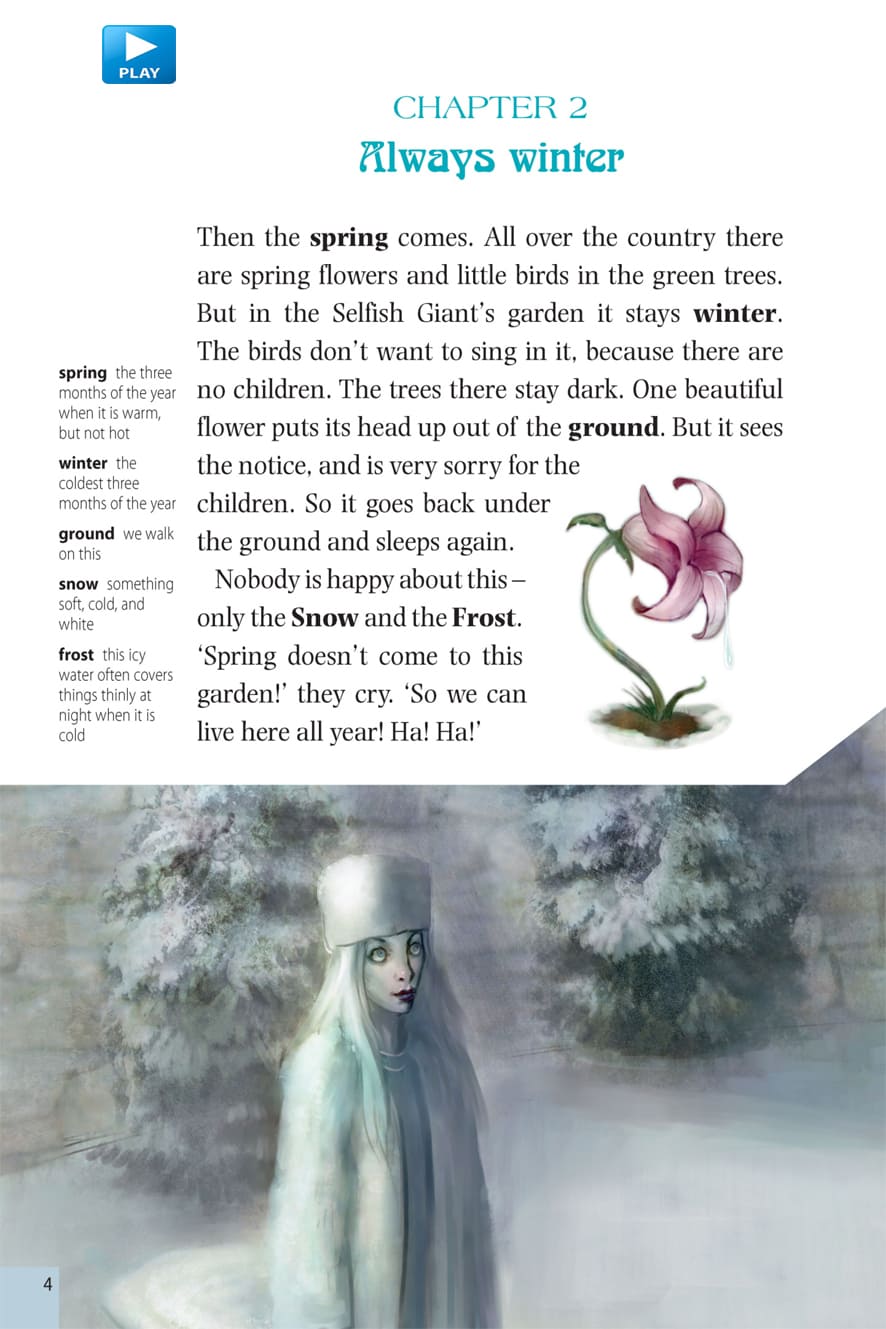 PLAY
CHAPTER 2
Always winter
Then the spring comes. All over the country there
are spring flowers and little birds in the green trees.
But in the Selfish Giant’s garden it stays winter.
The birds don’t want to sing in it, because there are
no children. The trees there stay dark. One beautiful
flower puts its head up out of the ground. But it sees
the notice, and is very sorry for the
children. So it goes back under
the ground and sleeps again.
Nobody is happy about this –
only the Snow and the Frost.
‘Spring doesn’t come to this
garden!’ they cry. ‘So we can
live here all year! Ha! Ha!’
spring the three
months of the year
when it is warm,
but not hot
winter the
coldest three
months of the year
ground we walk
on this
snow something
soft, cold, and
white
frost this icy
water often covers
things thinly at
night when it is
cold
4